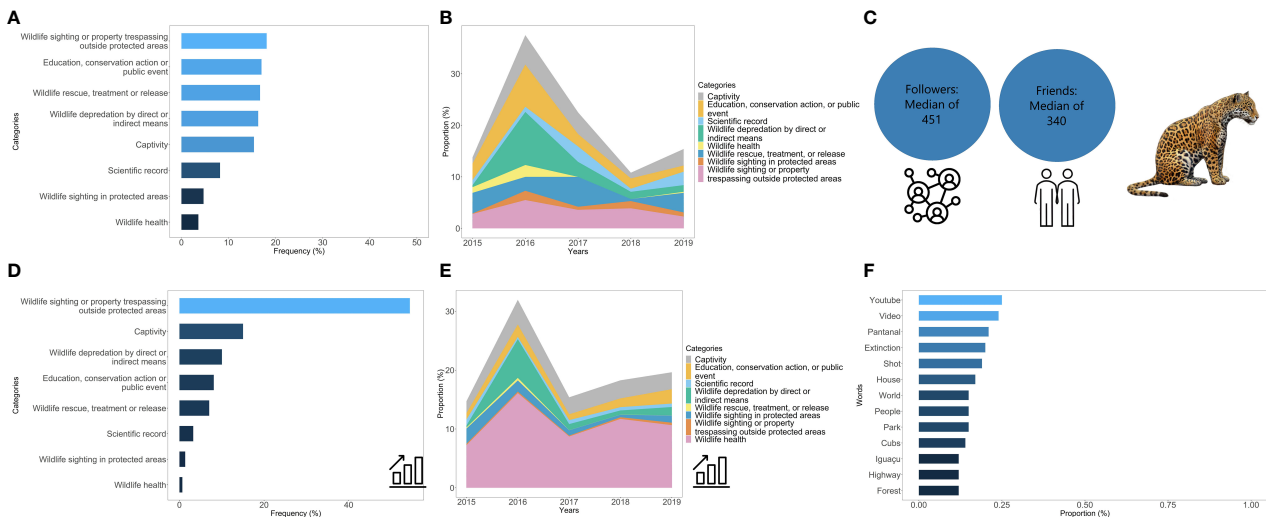 A
Wildlife sighting or property trespassing
outside protected areas
Education, conservation action or
public event
Wildlife rescue, treatment or release
Wildlife depredation by direct or
indirect means
Captivity
Scientific record
Wildlife sighting in protected areas
Wildlife health
Categories
0 10 20 30 40 50
Frequency (%)
B
Proportion (%)
30
20
10
0
2015 2016 2017 2018 2019
Years
Categories
Captivity
Education, conservation action, or public
event
Scientific record
Wildlife depredation by direct or
indirect means
Wildlife health
Wildlife rescue, treatment, or release
Wildlife sighting in protected areas
Wildlife sighting or property
trespassing outside protected areas
C
Followers:
Median of
451
Friends:
Median of
340
D
Wildlife sighting or property trespassing
outside protected areas
Captivity
Wildlife depredation by direct or
indirect means
Education, conservation action or
public event
Wildlife rescue, treatment or release
Scientific record
Wildlife sighting in protected areas
Wildlife health
Categories
0 20 40
Frequency (%)
E
Proportion (%)
30
20
10
0
2015 2016 2017 2018 2019
Years
Categories
Captivity
Education, conservation action, or public
event
Scientific record
Wildlife depredation by direct or
indirect means
Wildlife rescue, treatment, or release
Wildlife sighting in protected areas
Wildlife sighting or property
trespassing outside protected areas
Wildlife health
F
Words
Youtube
Video
Pantanal
Extinction
Shot
House
World
People
Park
Cubs
Iguaçu
Highway
Forest
0.00 0.25 0.50 0.75 1.00
Proportion (%)